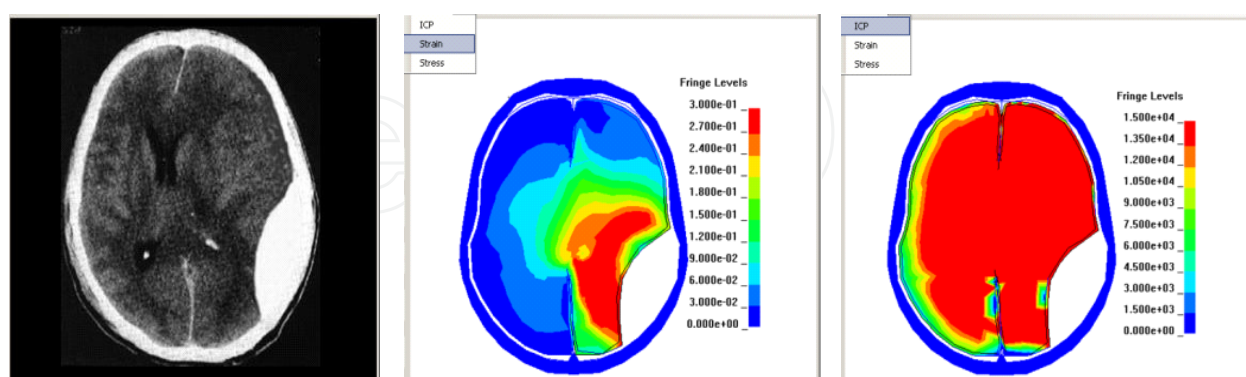 ICP
Strain
Stress
Fringe Levels
3.000e-01
2.700e-01
2.400e-01
2.100e-01
1.800e-01
1.500e-01
1.200e-01
9.000e-02
6.000e-02
3.000e-02
0.000e+00
ICP
Strain
Stress
Fringe Levels
1.500e+04
1.350e+04
1.200e+04
1.050e+04
9.000e+03
7.500e+03
6.000e+03
4.500e+03
3.000e+03
1.500e+03
0.000e+00